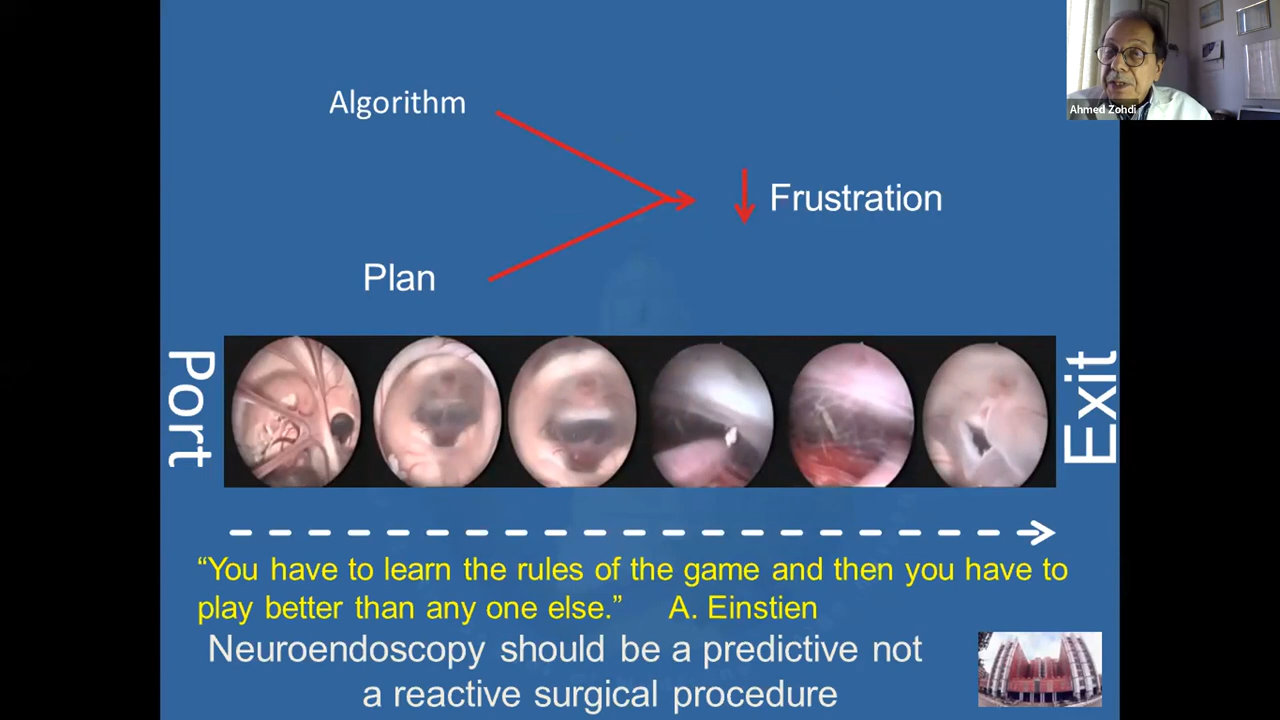 Algorithm
Ahmed Zohdi
Frustration
Plan
Port
Exit
“You have to learn the rules of the game and then you have to
play better than any one else.” A. Einstien
Neuroendoscopy should be a predictive not
a reactive surgical procedure